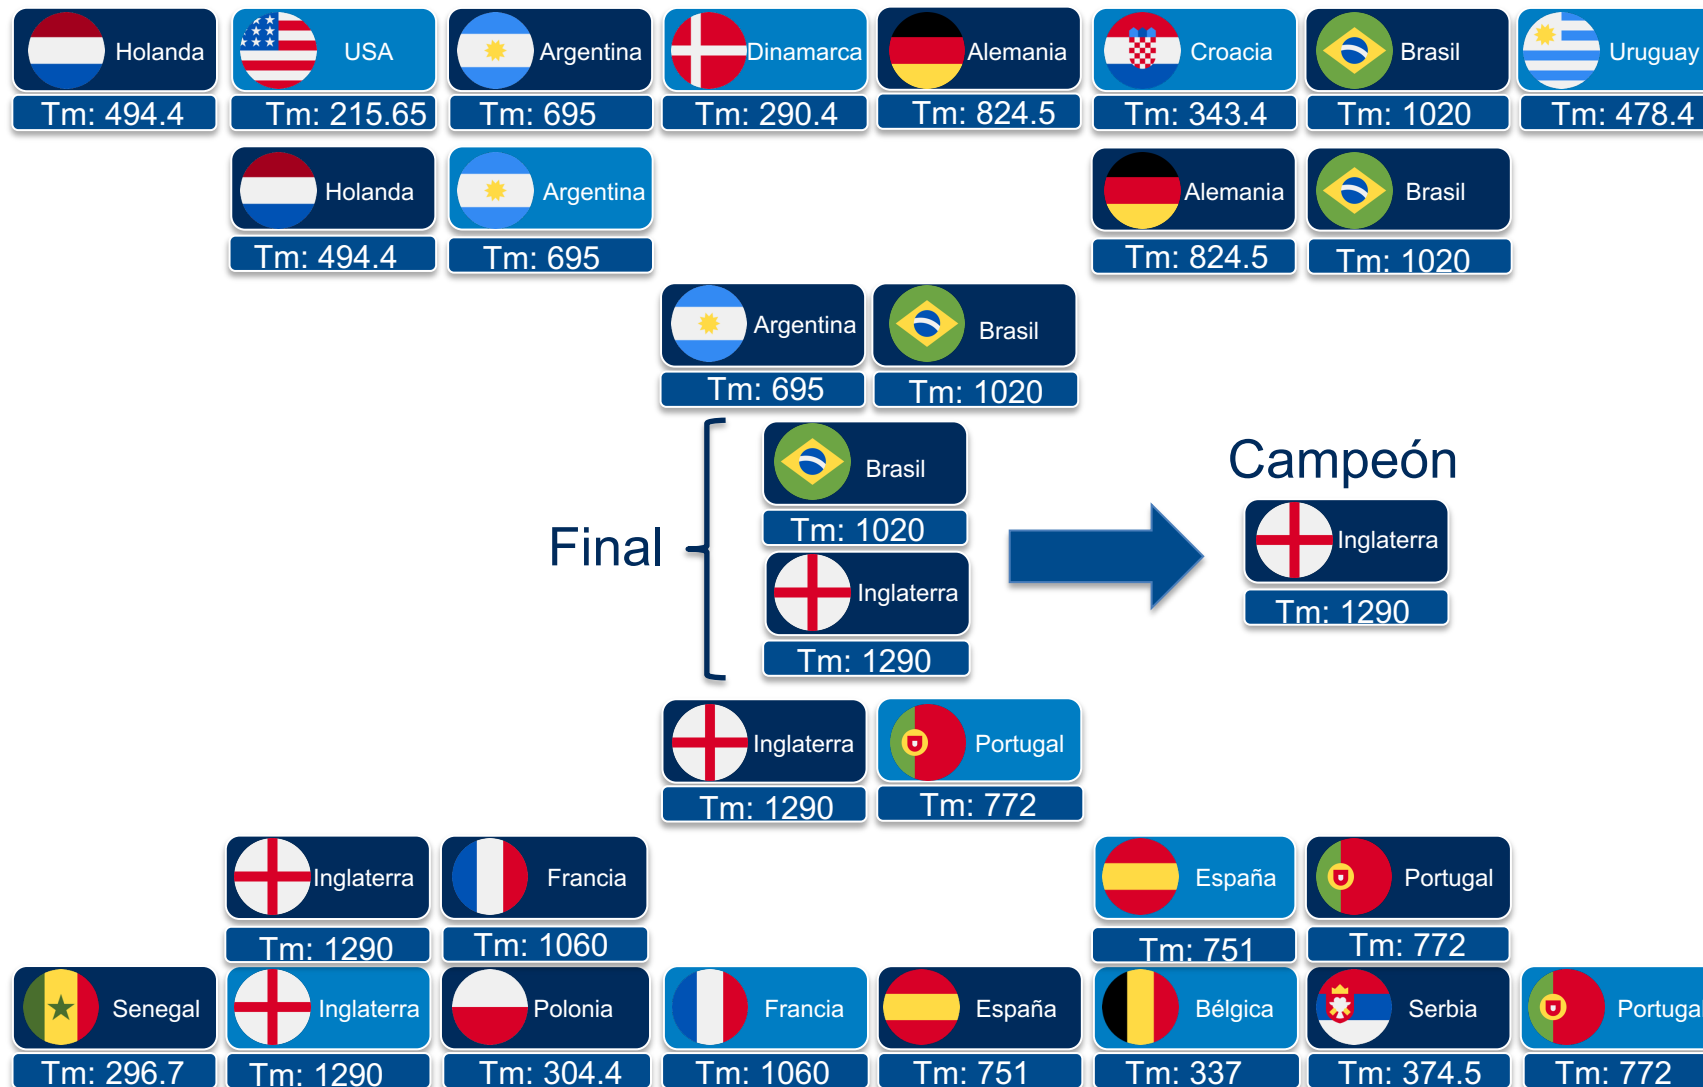 Holanda
USA
Argentina
Dinamarca
Alemania
Croacia
Brasil
Uruguay
Tm: 494.4
Tm: 215.65
Tm: 695
Tm: 290.4
Tm: 824.5
Tm: 343.4
Tm: 1020
Tm: 478.4
Holanda
Argentina
Alemania
Brasil
Tm: 494.4
Tm: 695
Tm: 824.5
Tm: 1020
Argentina
Brasil
Tm: 695
Tm: 1020
Final
Brasil
Tm: 1020
Inglaterra
Tm: 1290
Campeón
Inglaterra
Tm: 1290
Inglaterra
Portugal
Tm: 1290
Tm: 772
Inglaterra
Francia
España
Portugal
Tm: 1290
Tm: 1060
Tm: 751
Tm: 772
Senegal
Inglaterra
Polonia
Francia
España
Bélgica
Serbia
Portugal
Tm: 296.7
Tm: 1290
Tm: 304.4
Tm: 1060
Tm: 751
Tm: 337
Tm: 374.5
Tm: 772